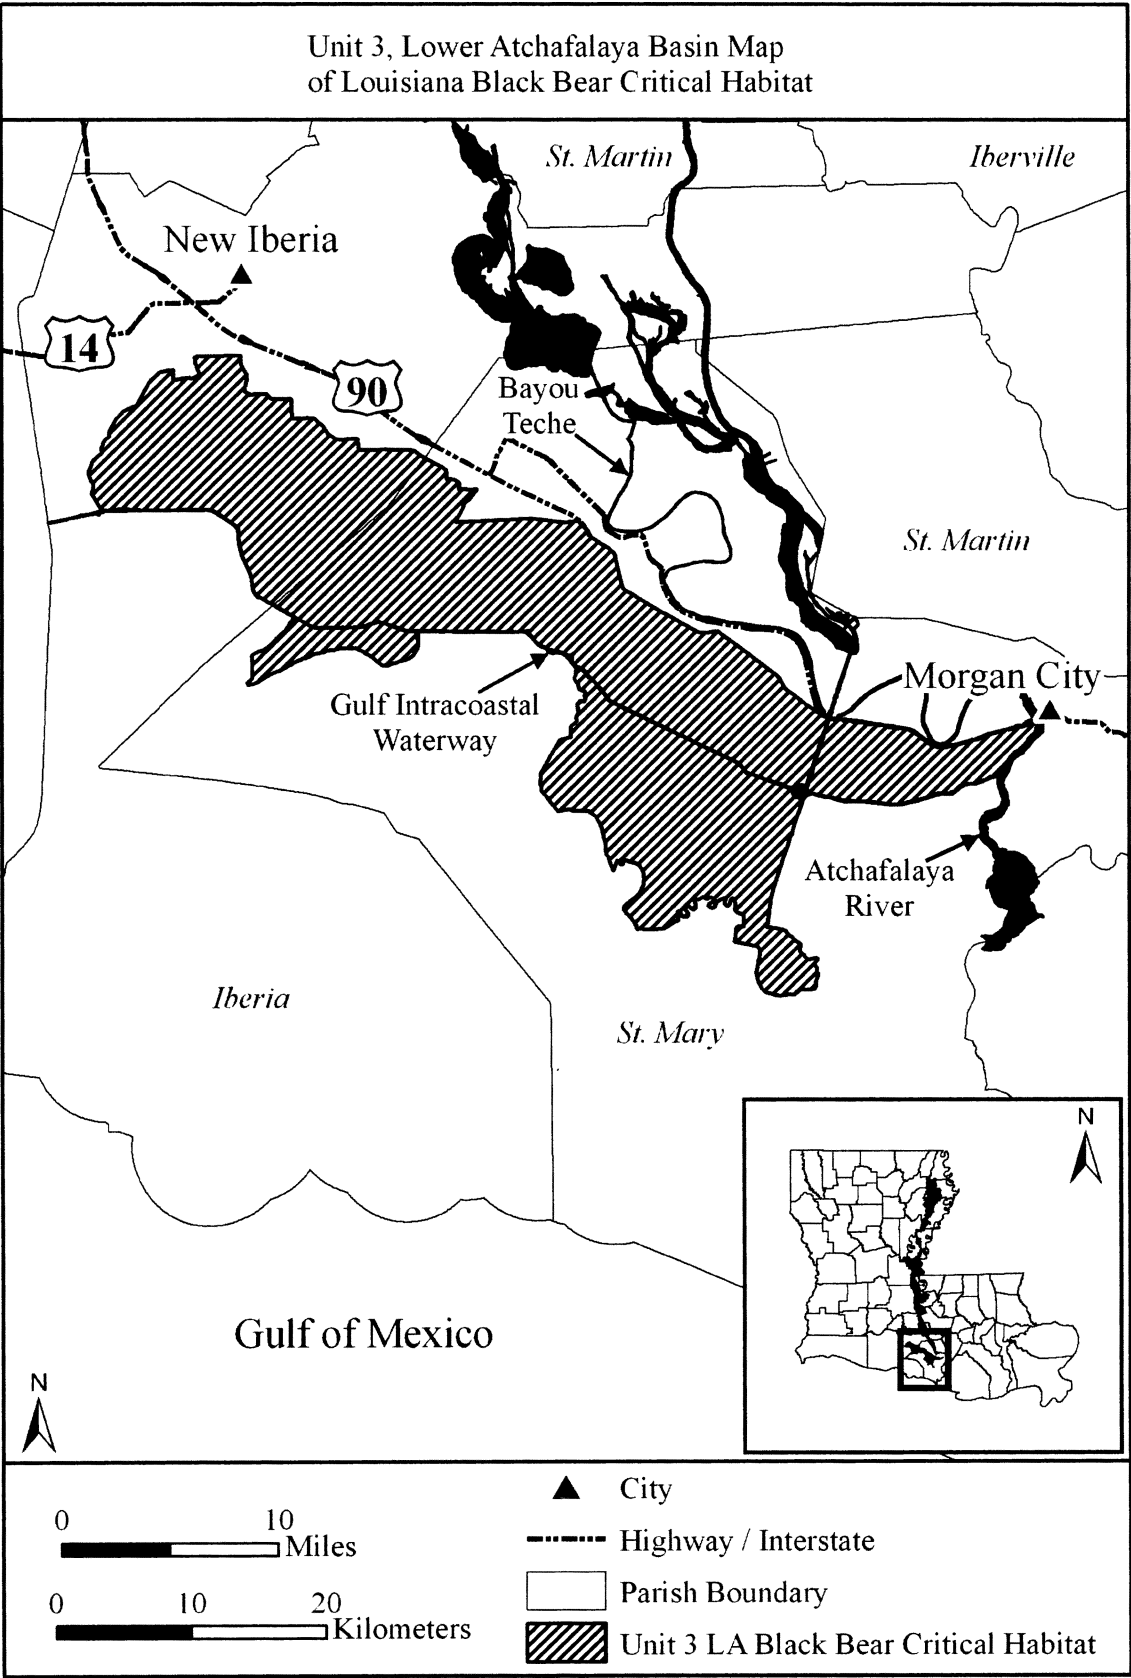 Unit 3, Lower Atchafalaya Basin Map
of Louisiana Black Bear Critical Habitat
St. Martin
Iberville
New Iberia
14
90
Bayou
Teche
St. Martin
Morgan City
Gulf Intracoastal
Waterway
Atchafalaya
River
Iberia
St. Mary
N
Gulf of Mexico
N
City
0 10
Miles
Highway / Interstate
Parish Boundary
0 10 20
Kilometers
Unit 3 LA Black Bear Critical Habitat